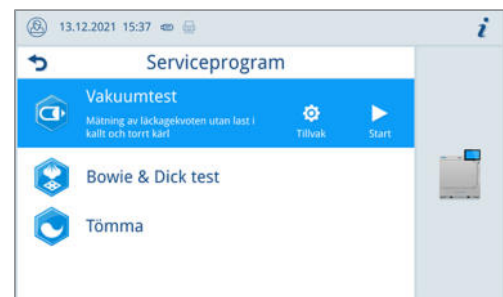 13.12.2021 15:37
i
Serviceprogram
Vakuumtest
Mätning av läckagekvoten utan last i
kallt och torrt kärl
Tillvak
Start
Bowie & Dick test
Tömma